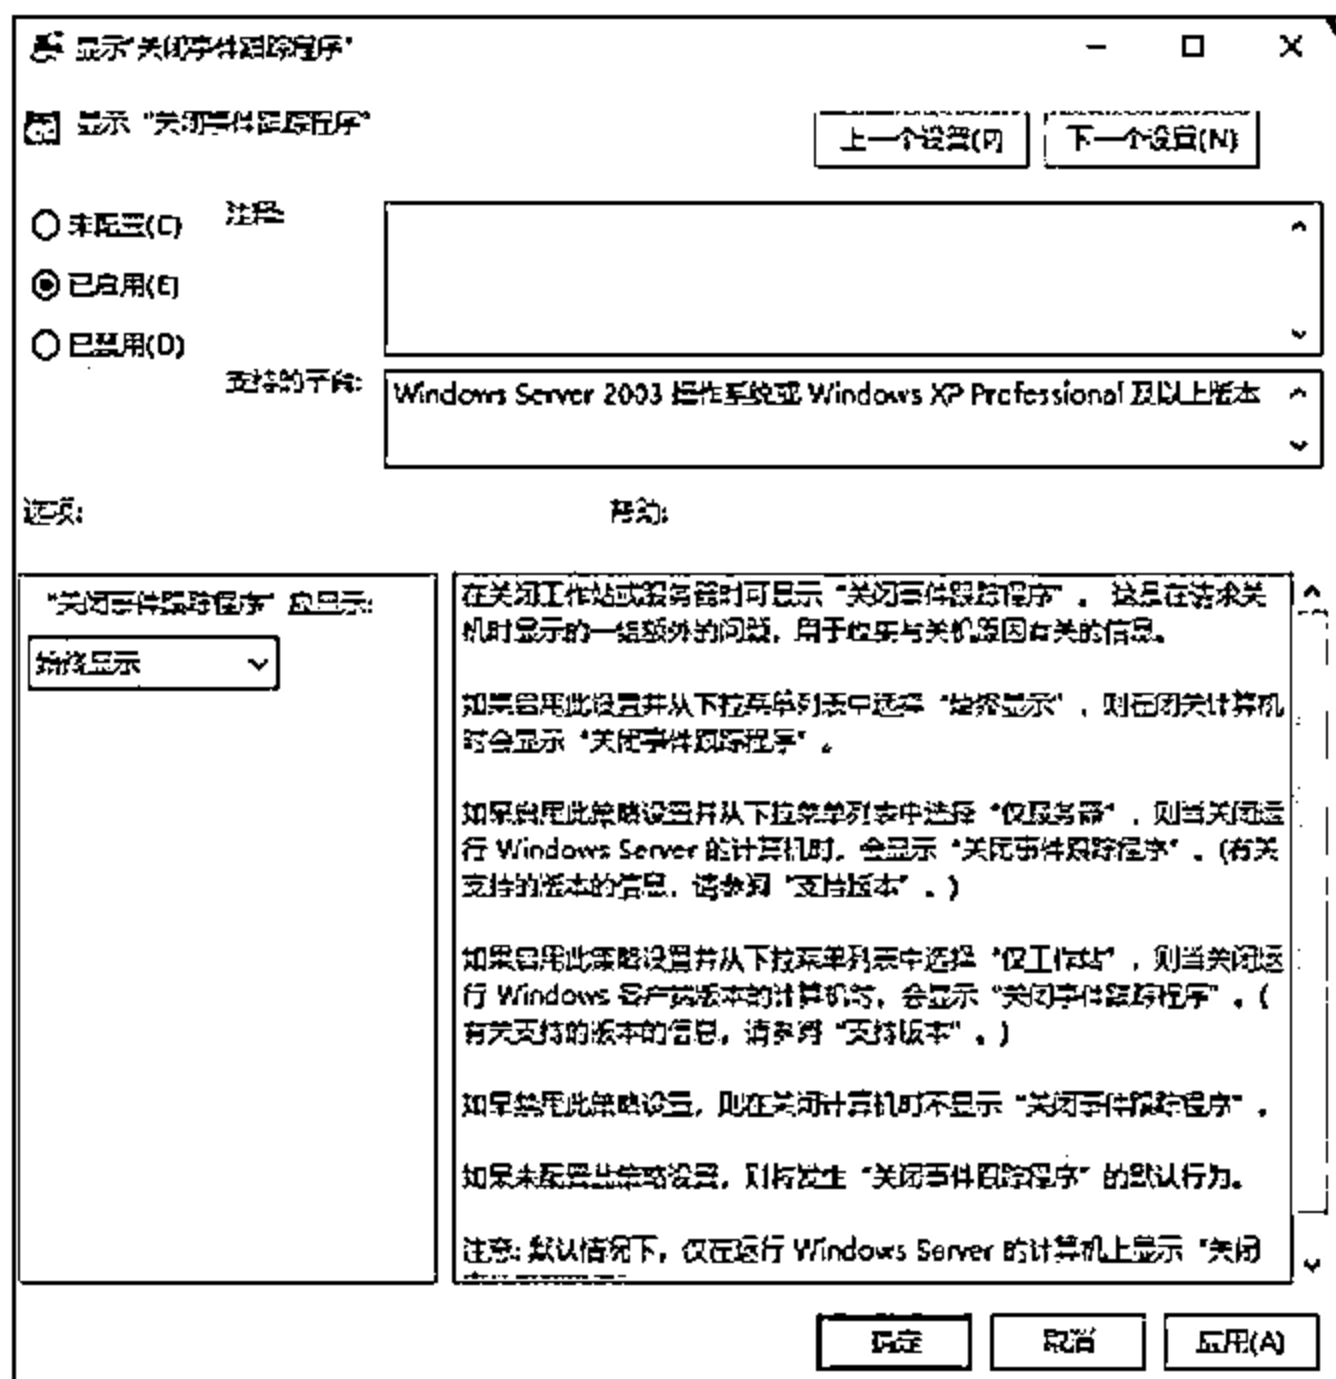 显示"关闭事件跟踪程序"
显示 "关闭事件跟踪程序"
上一个设置(P)
下一个设置(N)
未配置(C)
注释:
已启用(E)
已禁用(D)
支持的平台:
Windows Server 2003 操作系统或 Windows XP Professional 及以上版本
选项:
帮助:
"关闭事件跟踪程序" 应显示:
始终显示
在关闭工作站或服务器时可显示 "关闭事件跟踪程序" 。 这是在请求关
机时显示的一组额外的问题，用于收集与关机原因有关的信息。
如果启用此设置并从下拉菜单列表中选择 "始终显示" ，则在闭关计算机
时会显示 "关闭事件跟踪程序" 。
如果启用此策略设置并从下拉菜单列表中选择 "仅服务器" ，则当关闭运
行 Windows Server 的计算机时，会显示 "关闭事件跟踪程序" 。(有关
支持的版本的信息，请参阅 "支持版本" 。)
如果启用此策略设置并从下拉菜单列表中选择 "仅工作站" ，则当关闭运
行 Windows 客户端版本的计算机时，会显示 "关闭事件跟踪程序" 。(
有关支持的版本的信息，请参阅 "支持版本" 。)
如果禁用此策略设置，则在关闭计算机时不显示 "关闭事件跟踪程序" 。
如果未配置此策略设置，则将发生 "关闭事件跟踪程序" 的默认行为。
注意: 默认情况下，仅在运行 Windows Server 的计算机上显示 "关闭
确定
取消
应用(A)